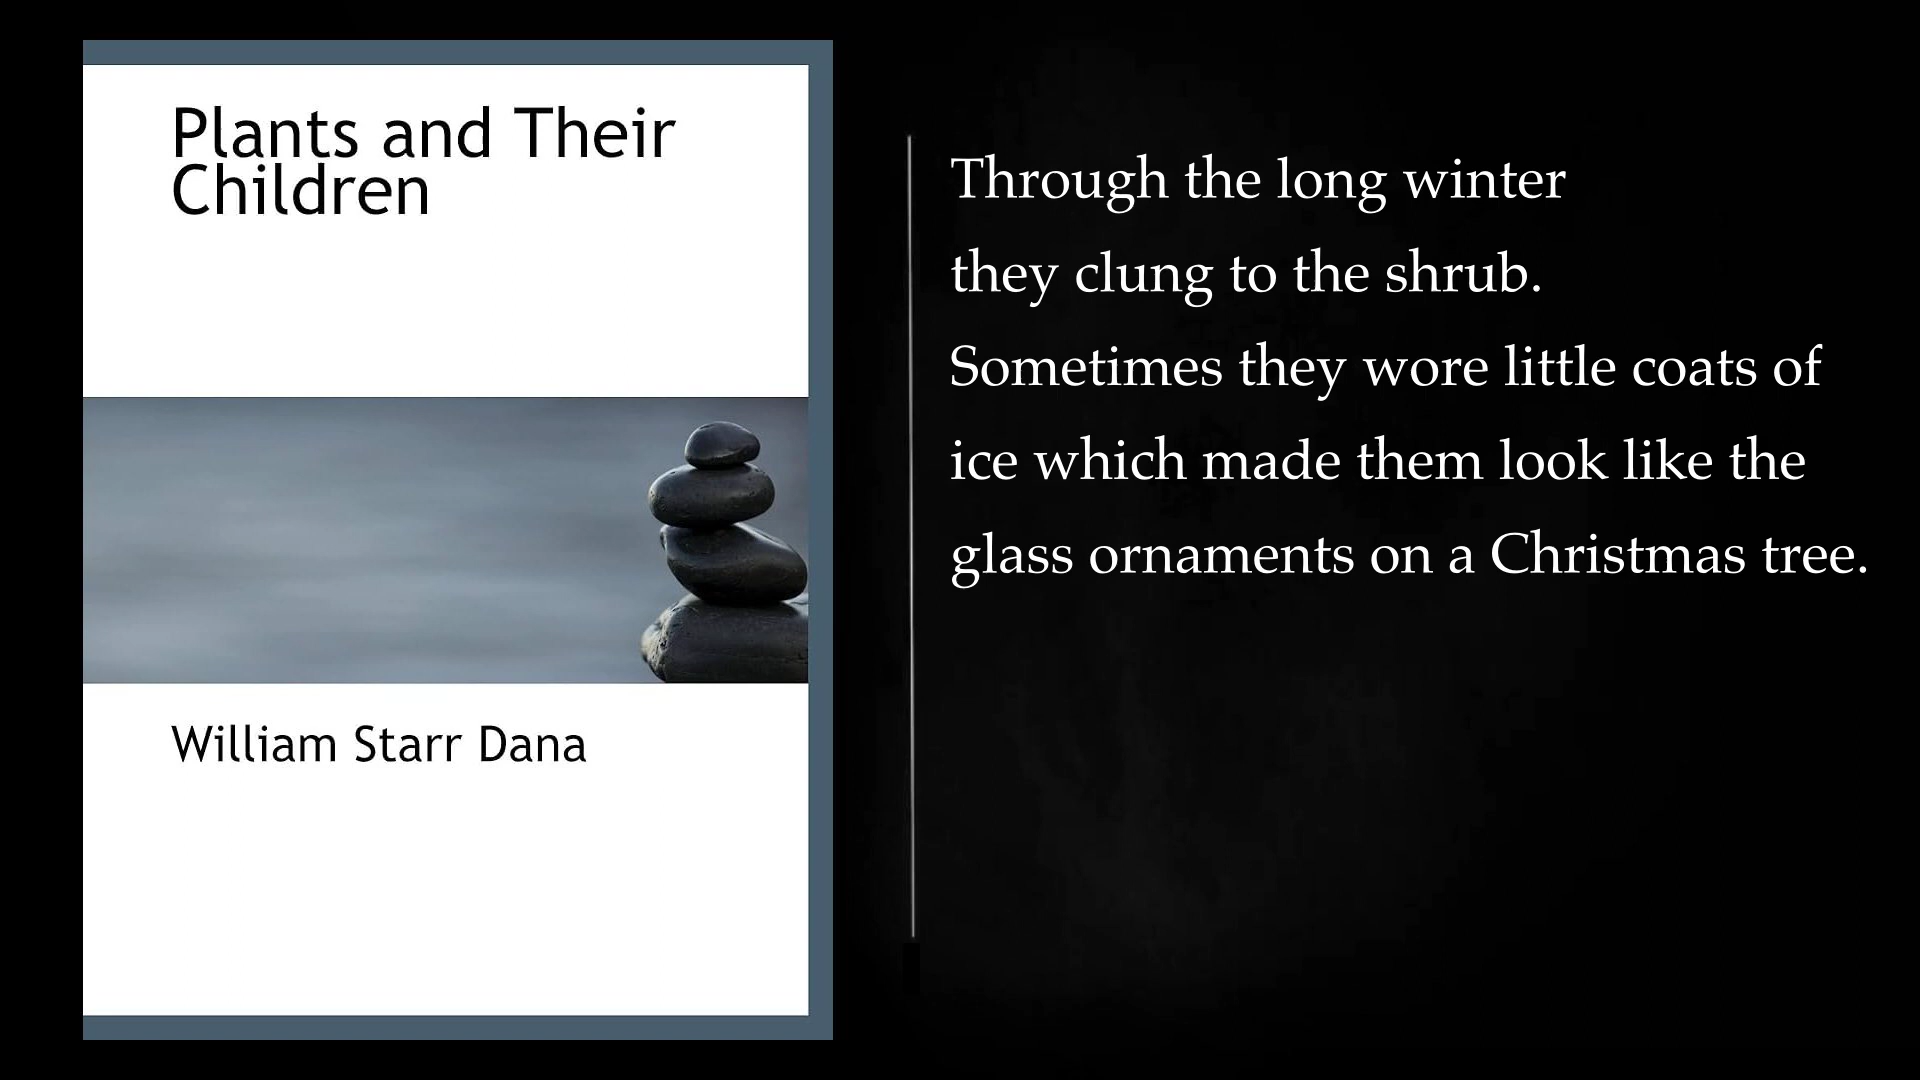 Plants and Their
Children
William Starr Dana
Through the long winter
they clung to the shrub.
Sometimes they wore little coats of
ice which made them look like the
glass ornaments on a Christmas tree.